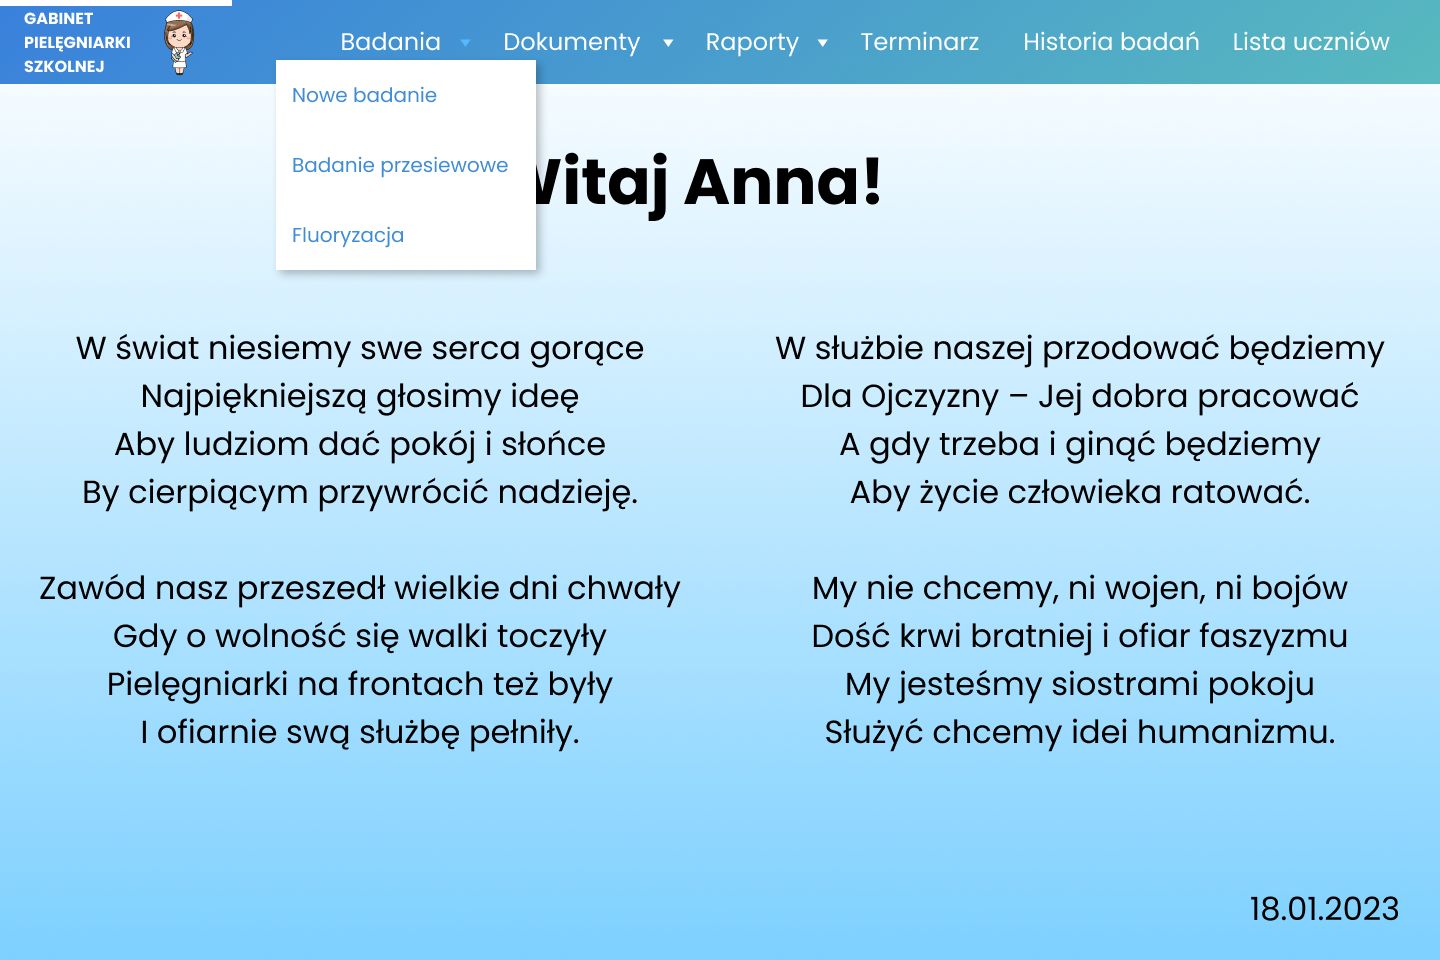 GABINET
PIELĘGNIARKI
SZKOLNEJ
Badania
Dokumenty
Raporty
Terminarz
Historia badań
Lista uczniów
Nowe badanie
Badanie przesiewowe
Fluoryzacja
Witaj Anna!
W świat niesiemy swe serca gorące
Najpiękniejszą głosimy ideę
Aby ludziom dać pokój i słońce
By cierpiącym przywrócić nadzieję.
Zawód nasz przeszedł wielkie dni chwały
Gdy o wolność się walki toczyły
Pielęgniarki na frontach też były
I ofiarnie swą służbę pełniły.
W służbie naszej przodować będziemy
Dla Ojczyzny – Jej dobra pracować
A gdy trzeba i ginąć będziemy
Aby życie człowieka ratować.
My nie chcemy, ni wojen, ni bojów
Dość krwi bratniej i ofiar faszyzmu
My jesteśmy siostrami pokoju
Służyć chcemy idei humanizmu.
18.01.2023